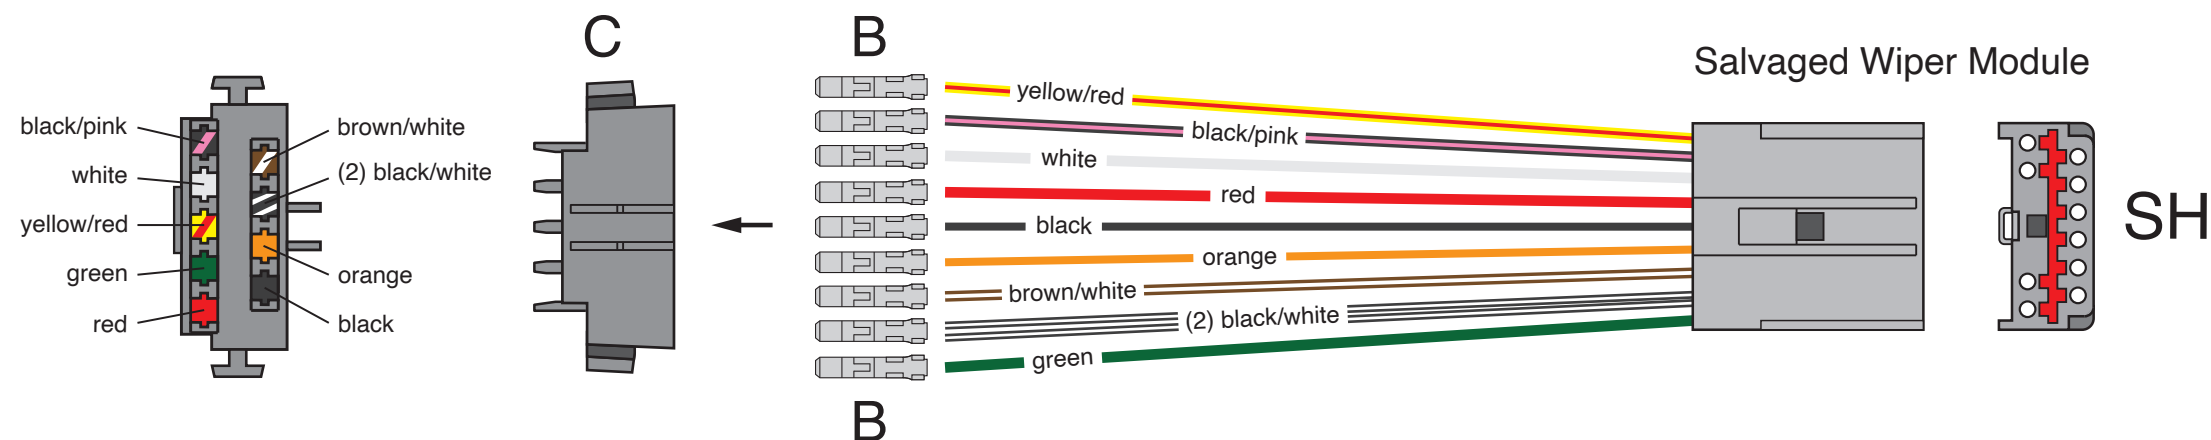 C
B
Salvaged Wiper Module
yellow/red
black/pink
white
red
black
orange
brown/white
(2) black/white
green
SH
black/pink
white
yellow/red
green
red
brown/white
(2) black/white
orange
black
B